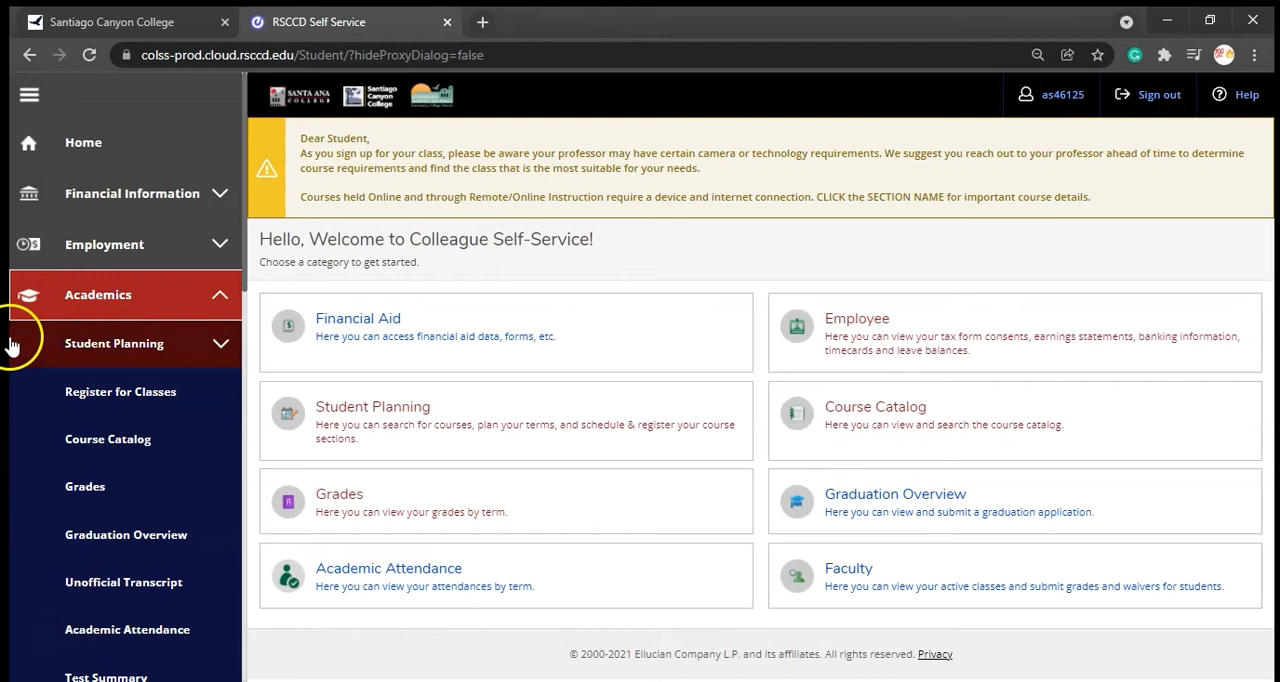 Santiago Canyon College
RSCCD Self Service
colss-prod.cloud.rsccd.edu/Student/?hideProxyDialog=false
SANTA ANA
COLLEGE
Santiago
Canyon
College
as46125
Sign out
Help
Home
Financial Information
Employment
Academics
Student Planning
Register for Classes
Course Catalog
Grades
Graduation Overview
Unofficial Transcript
Academic Attendance
Test Summary
Dear Student,
As you sign up for your class, please be aware your professor may have certain camera or technology requirements. We suggest you reach out to your professor ahead of time to determine
course requirements and find the class that is the most suitable for your needs.
Courses held Online and through Remote/Online Instruction require a device and internet connection. CLICK the SECTION NAME for important course details.
Hello, Welcome to Colleague Self-Service!
Choose a category to get started.
Financial Aid
Here you can access financial aid data, forms, etc.
Employee
Here you can view your tax form consents, earnings statements, banking information,
timecards and leave balances.
Student Planning
Here you can search for courses, plan your terms, and schedule & register your course
sections.
Course Catalog
Here you can view and search the course catalog.
Grades
Here you can view your grades by term.
Graduation Overview
Here you can view and submit a graduation application.
Academic Attendance
Here you can view your attendances by term.
Faculty
Here you can view your active classes and submit grades and waivers for students.
© 2000-2021 Ellucian Company L.P. and its affiliates. All rights reserved. Privacy